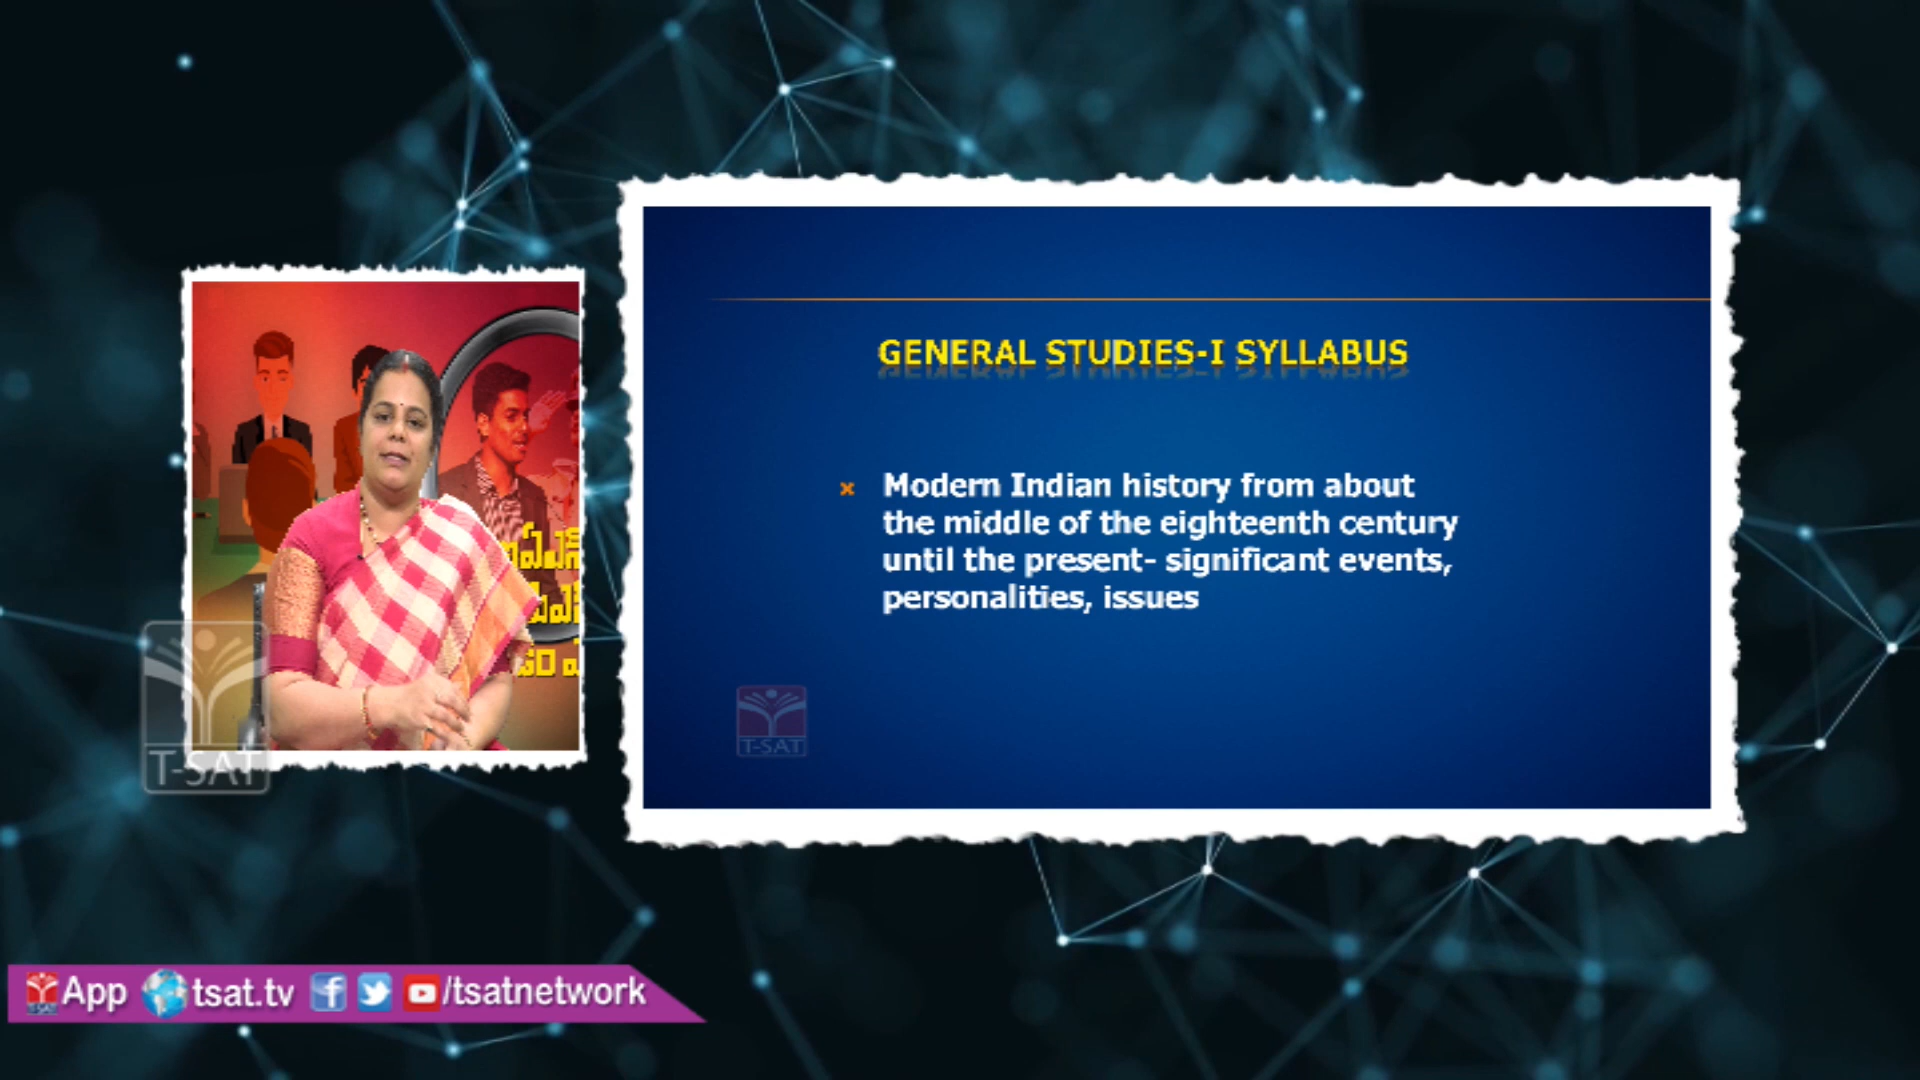 GENERAL STUDIES-I SYLLABUS
Modern Indian history from about
the middle of the eighteenth century
until the present- significant events,
personalities, issues
T-SAT
T-SAT
App tsat.tv /tsatnetwork